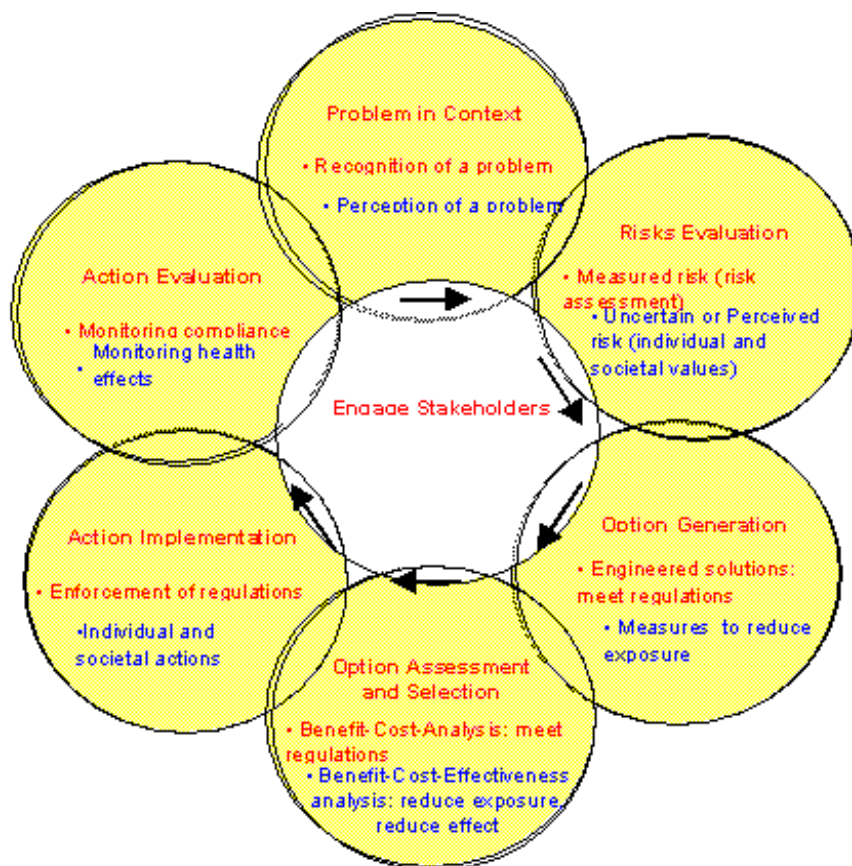 Problem in Context
• Recognition of a problem
• Perception of a problem
Risks Evaluation
• Measured risk (risk
assessment)
• Uncertain or Perceived
risk (individual and
societal values)
Action Evaluation
• Monitoring compliance
Monitoring health
• effects
Engage Stakeholders
Option Generation
• Engineered solutions:
meet regulations
• Measures to reduce
exposure
Action Implementation
• Enforcement of regulations
•Individual and
societal actions
Option Assessment
and Selection
• Benefit-Cost-Analysis: meet
regulations
• Benefit-Cost-Effectiveness
analysis: reduce exposure,
reduce effect